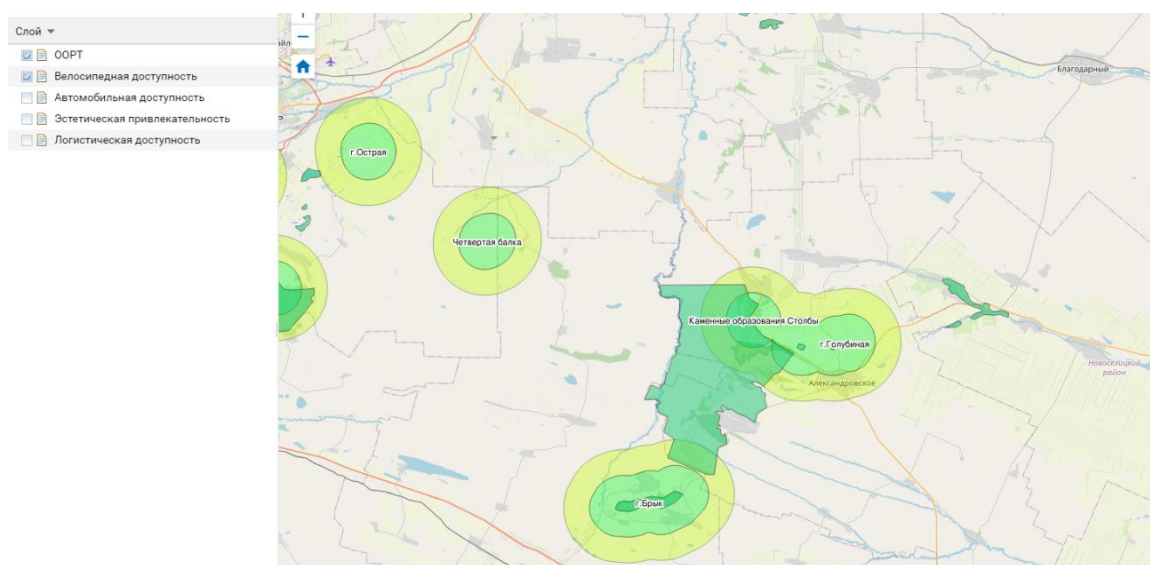 Слой
ООРТ
Велосипедная доступность
Автомобильная доступность
Эстетическая привлекательность
Логистическая доступность
+
−
Благодарный
г.Острая
Четвертая балка
Каменные образования Столбы
г.Голубиная
Александровское
Новоселицкий
район
г.Брык